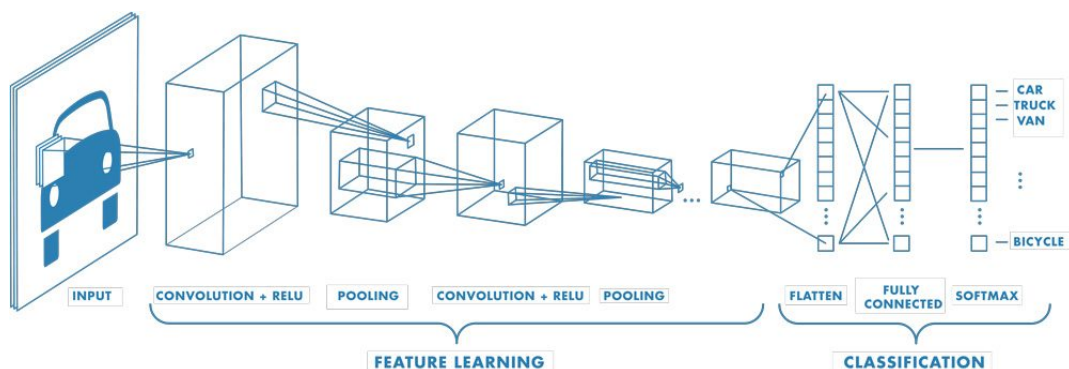 CAR
TRUCK
VAN
BICYCLE
INPUT
CONVOLUTION + RELU
POOLING
CONVOLUTION + RELU
POOLING
FLATTEN
FULLY
CONNECTED
SOFTMAX
FEATURE LEARNING
CLASSIFICATION